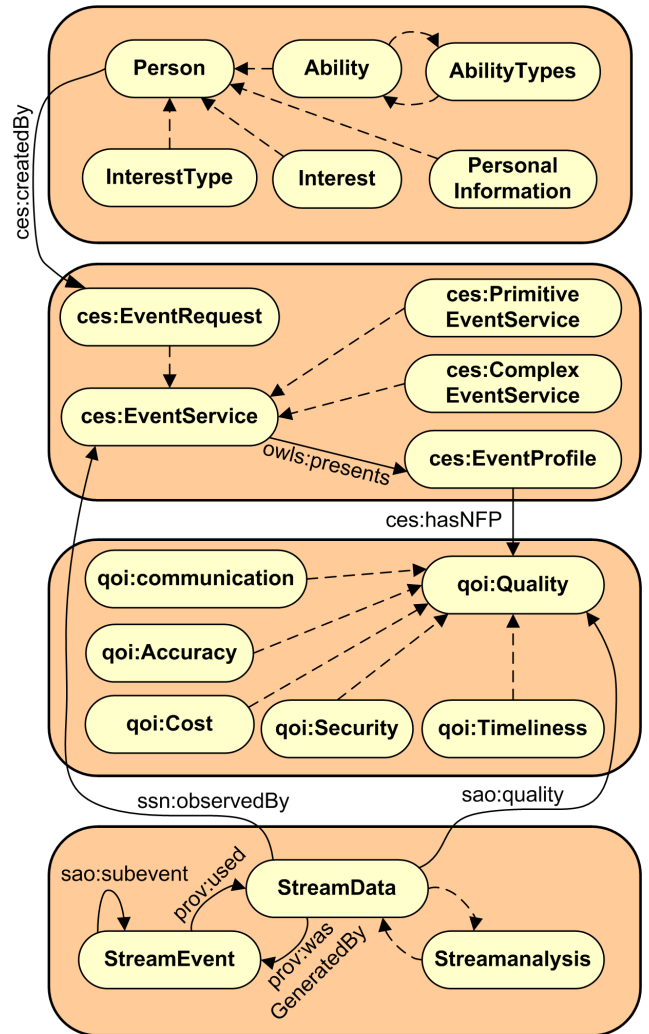 Person
Ability
AbilityTypes
InterestType
Interest
Personal
Information
ces:createdBy
ces:EventRequest
ces:Primitive
EventService
ces:EventService
ces:Complex
EventService
owls:presents
ces:EventProfile
ces:hasNFP
qoi:communication
qoi:Quality
qoi:Accuracy
qoi:Cost
qoi:Security
qoi:Timeliness
ssn:observedBy
sao:quality
sao:subevent
prov:used
StreamData
StreamEvent
prov:was
GeneratedBy
Streamanalysis